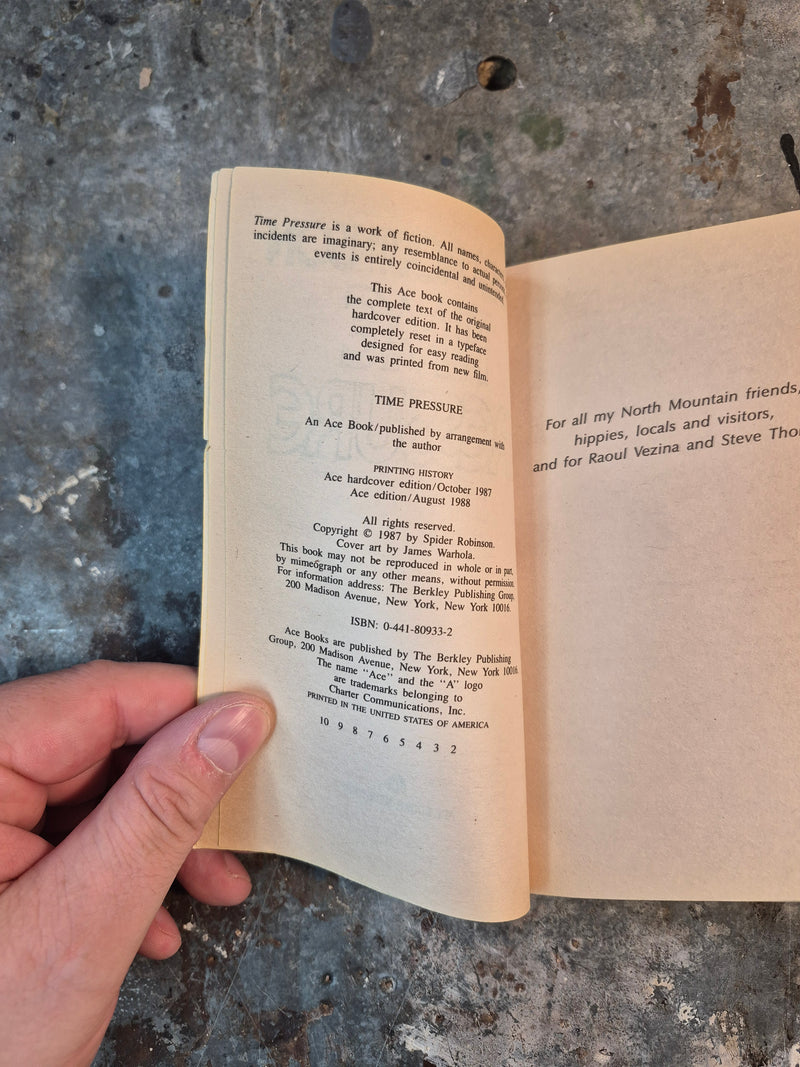 Time Pressure is a work of fiction. All names,
incidents are imaginary; any resemblance to actual
events is entirely coincidental and unintended.
This Ace book contains
the complete text of the original
hardcover edition. It has been
completely reset in a typeface
designed for easy reading
and was printed from new film.
TIME PRESSURE
An Ace Book/published by arrangement with
the author
PRINTING HISTORY
Ace hardcover edition/October 1987
Ace edition/August 1988
All rights reserved.
Copyright © 1987 by Spider Robinson.
Cover art by James Warhola.
This book may not be reproduced in whole or in part,
by mimeograph or any other means, without permission.
For information address: The Berkley Publishing Group,
200 Madison Avenue, New York, New York 10016.
ISBN: 0-441-80933-2
Ace Books are published by The Berkley Publishing
Group, 200 Madison Avenue, New York, New York 10016.
The name "Ace" and the "A" logo
are trademarks belonging to
Charter Communications, Inc.
PRINTED IN THE UNITED STATES OF AMERICA
10 9 8 7 6 5 4 3 2
For all my North Mountain friends,
hippies, locals and visitors,
and for Raoul Vezina and Steve